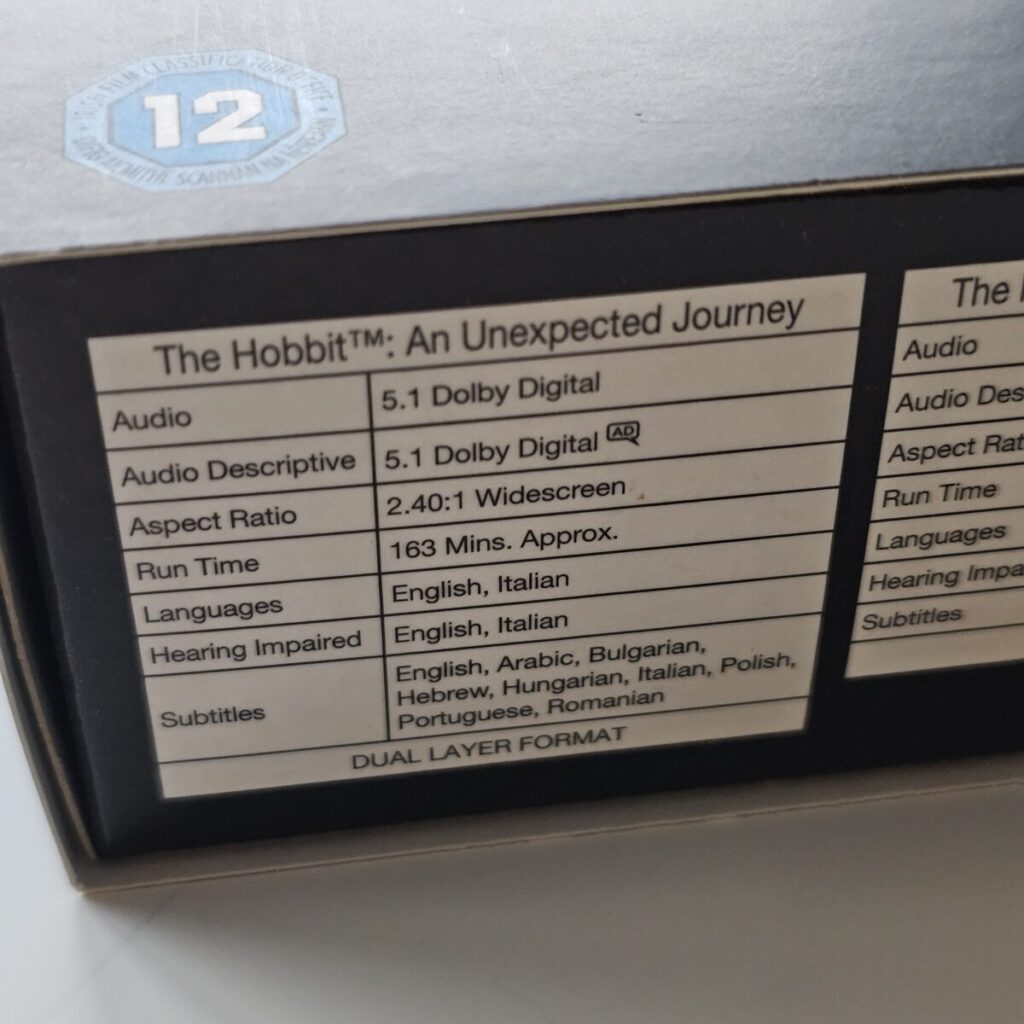 12
The Hobbit™: An Unexpected Journey
Audio 5.1 Dolby Digital
Audio Descriptive 5.1 Dolby Digital AD
Aspect Ratio 2.40:1 Widescreen
Run Time 163 Mins. Approx.
Languages English, Italian
Hearing Impaired English, Italian
Subtitles English, Arabic, Bulgarian,
Hebrew, Hungarian, Italian, Polish,
Portuguese, Romanian
DUAL LAYER FORMAT
The
Audio
Audio Des
Aspect Rat
Run Time
Languages
Hearing Impa
Subtitles